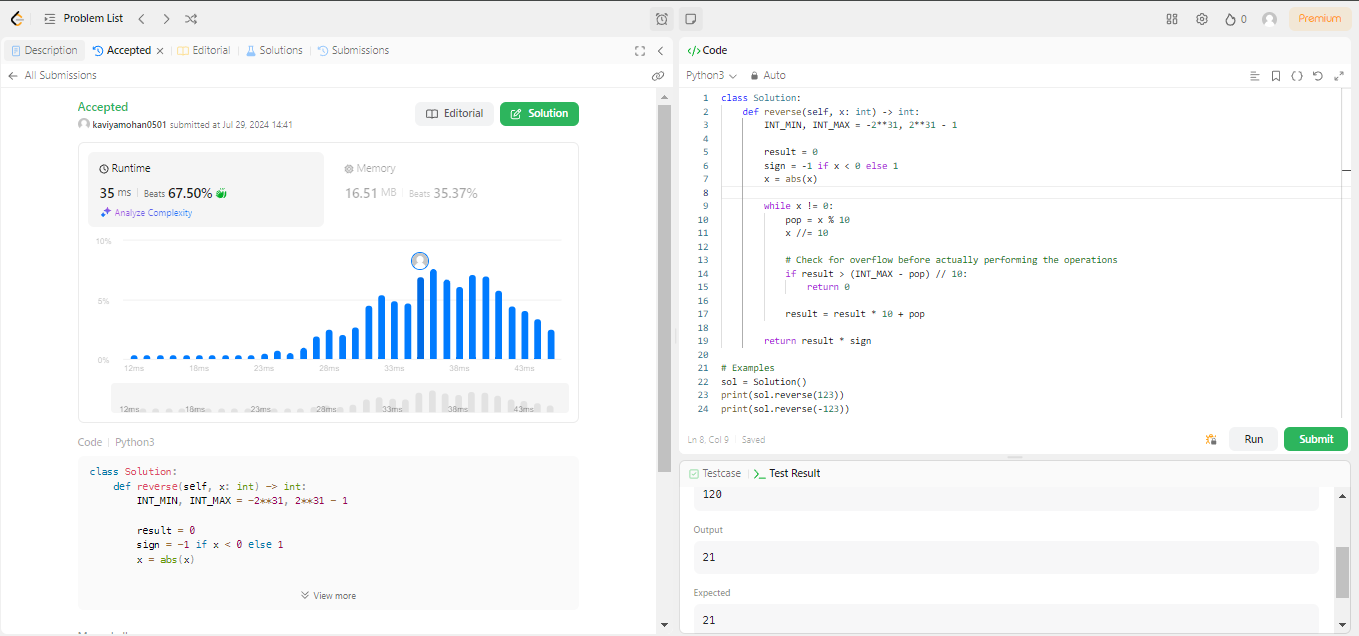 Problem List
0
Premium
Description
Accepted
Editorial
Solutions
Submissions
All Submissions
Accepted
kaviyamohan0501 submitted at Jul 29, 2024 14:41
Editorial
Solution
Runtime
35 ms | Beats 67.50%
Analyze Complexity
Memory
16.51 MB | Beats 35.37%
10%
5%
0%
12ms 18ms 23ms 28ms 33ms 38ms 43ms
12ms 18ms 23ms 28ms 33ms 38ms 43ms
Code | Python3
class Solution:
    def reverse(self, x: int) -> int:
        INT_MIN, INT_MAX = -2**31, 2**31 - 1
        result = 0
        sign = -1 if x < 0 else 1
        x = abs(x)
View more
</> Code
Python3
Auto
1 class Solution:
2     def reverse(self, x: int) -> int:
3         INT_MIN, INT_MAX = -2**31, 2**31 - 1
4
5         result = 0
6         sign = -1 if x < 0 else 1
7         x = abs(x)
8
9         while x != 0:
10             pop = x % 10
11             x //= 10
12
13             # Check for overflow before actually performing the operations
14             if result > (INT_MAX - pop) // 10:
15                 return 0
16
17             result = result * 10 + pop
18
19         return result * sign
20
21 # Examples
22 sol = Solution()
23 print(sol.reverse(123))
24 print(sol.reverse(-123))
Ln 8, Col 9 | Saved
Run
Submit
Testcase
Test Result
120
Output
21
Expected
21